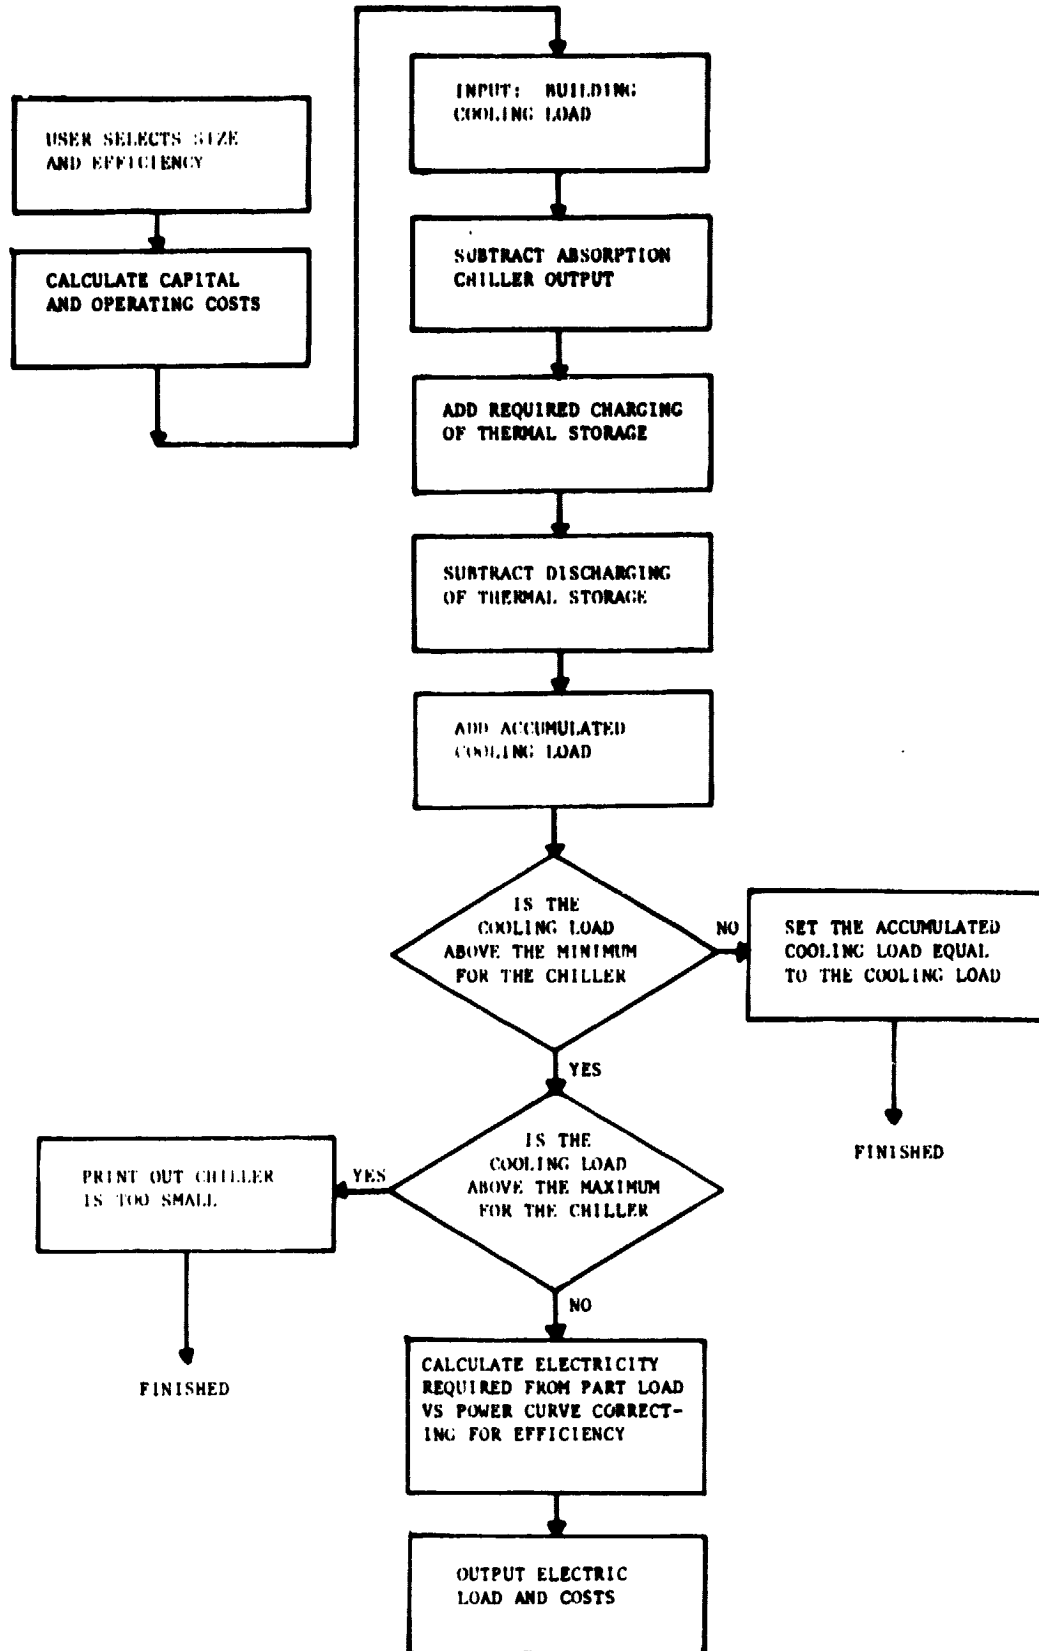 USER SELECTS SIZE
AND EFFICIENCY
CALCULATE CAPITAL
AND OPERATING COSTS
INPUT: BUILDING
COOLING LOAD
SUBTRACT ABSORPTION
CHILLER OUTPUT
ADD REQUIRED CHARGING
OF THERMAL STORAGE
SUBTRACT DISCHARGING
OF THERMAL STORAGE
ADD ACCUMULATED
COOLING LOAD
IS THE
COOLING LOAD
ABOVE THE MINIMUM
FOR THE CHILLER
NO
SET THE ACCUMULATED
COOLING LOAD EQUAL
TO THE COOLING LOAD
FINISHED
YES
IS THE
COOLING LOAD
ABOVE THE MAXIMUM
FOR THE CHILLER
YES
PRINT OUT CHILLER
IS TOO SMALL
FINISHED
NO
CALCULATE ELECTRICITY
REQUIRED FROM PART LOAD
VS POWER CURVE CORRECT-
ING FOR EFFICIENCY
OUTPUT ELECTRIC
LOAD AND COSTS